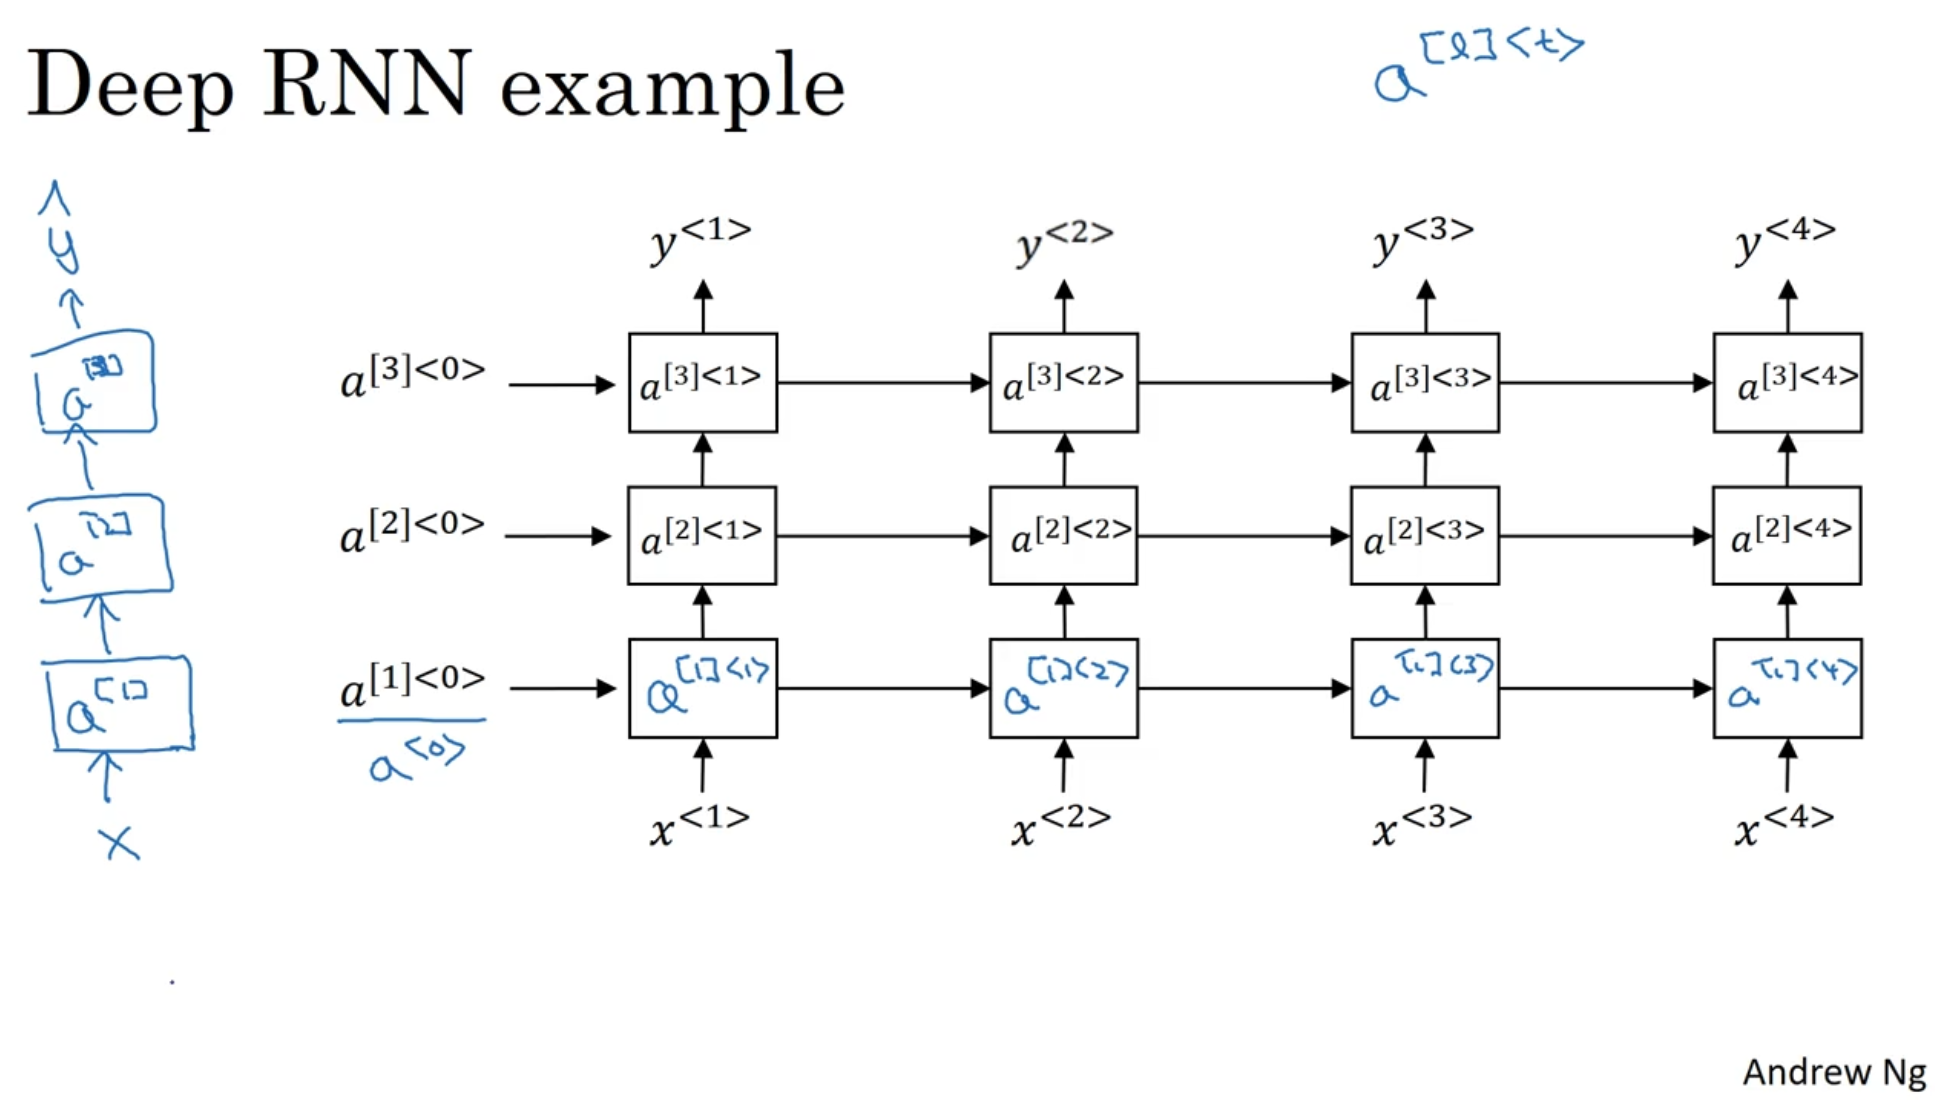 Deep RNN example
a[l]<t>
ŷ
y<1> y<2> y<3> y<4>
a[3]
a[3]<0> a[3]<1> a[3]<2> a[3]<3> a[3]<4>
a[2]
a[2]<0> a[2]<1> a[2]<2> a[2]<3> a[2]<4>
a[1]
a[1]<0> a[1]<1> a[1]<2> a[1]<3> a[1]<4>
a<0>
x
x<1> x<2> x<3> x<4>
Andrew Ng